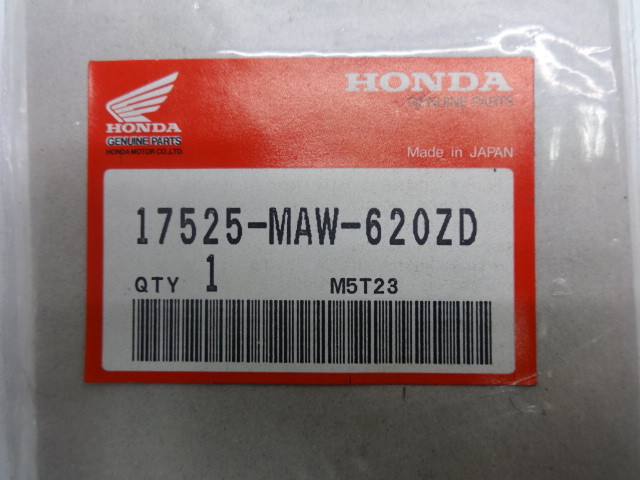 HONDA
GENUINE PARTS
HONDA MOTOR CO.,LTD.
HONDA
GENUINE PARTS
Made in JAPAN
17525-MAW-620ZD
QTY 1 M5T23